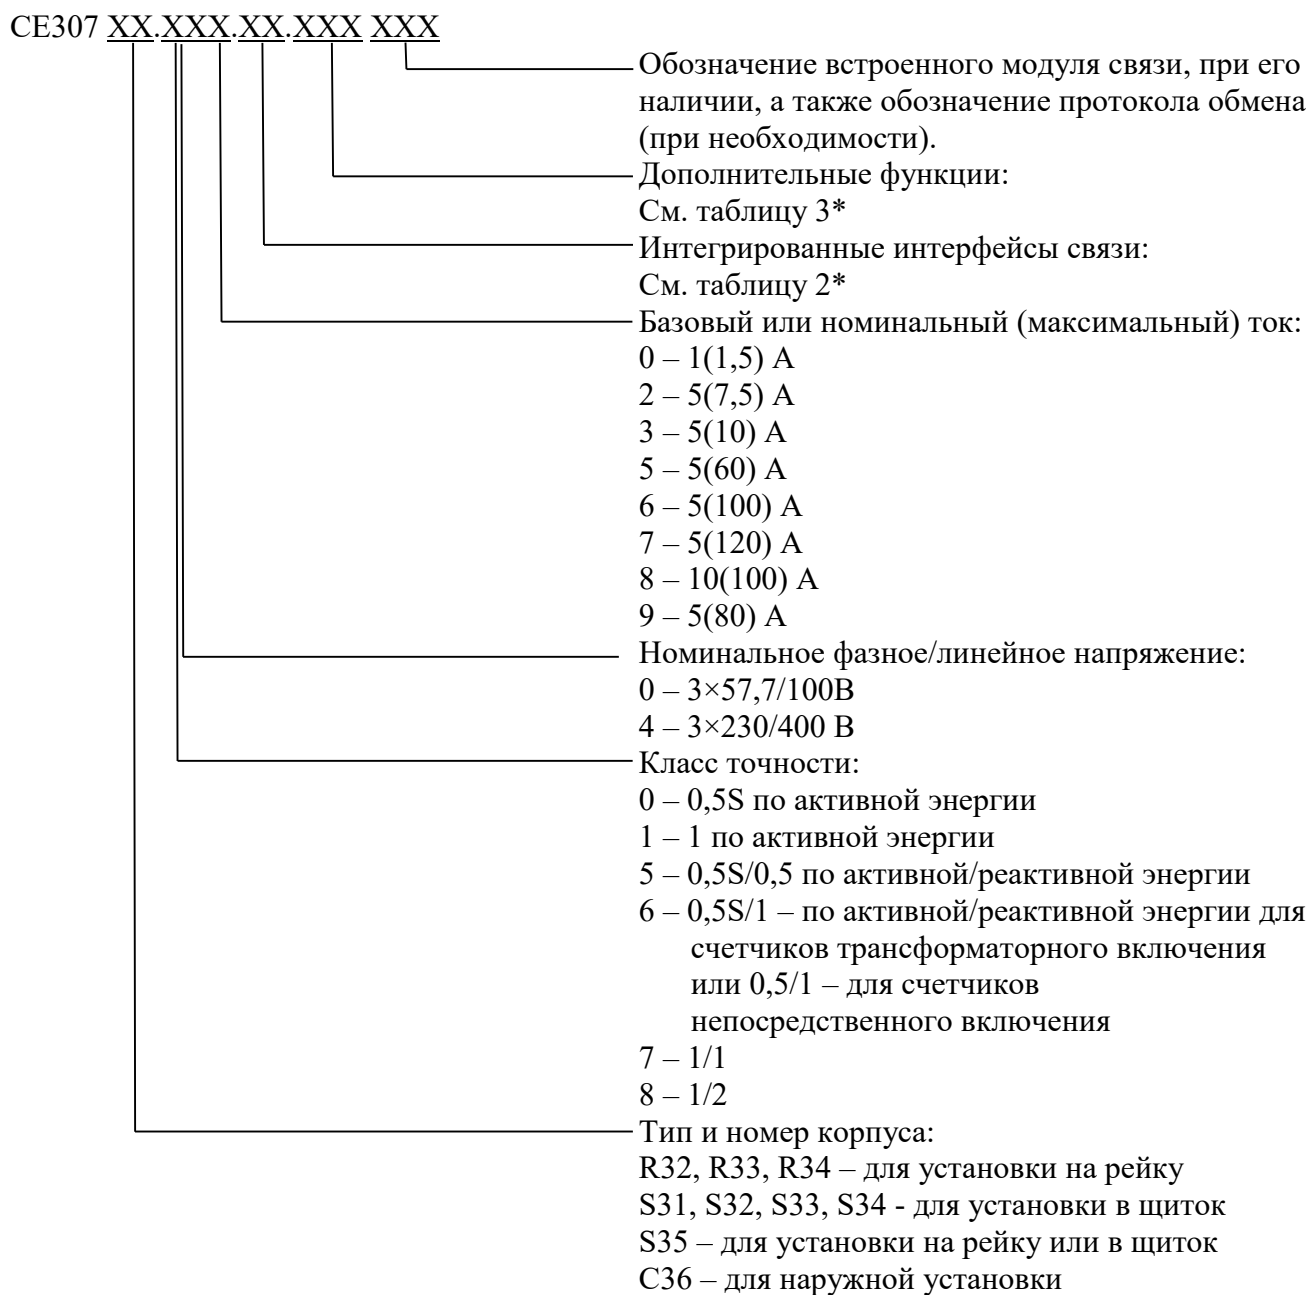 CE307 XX.XXX.XX.XXX XXX
Обозначение встроенного модуля связи, при его
наличии, а также обозначение протокола обмена
(при необходимости).
Дополнительные функции:
См. таблицу 3*
Интегрированные интерфейсы связи:
См. таблицу 2*
Базовый или номинальный (максимальный) ток:
0 – 1(1,5) А
2 – 5(7,5) А
3 – 5(10) А
5 – 5(60) А
6 – 5(100) А
7 – 5(120) А
8 – 10(100) А
9 – 5(80) А
Номинальное фазное/линейное напряжение:
0 – 3×57,7/100В
4 – 3×230/400 В
Класс точности:
0 – 0,5S по активной энергии
1 – 1 по активной энергии
5 – 0,5S/0,5 по активной/реактивной энергии
6 – 0,5S/1 – по активной/реактивной энергии для
счетчиков трансформаторного включения
или 0,5/1 – для счетчиков
непосредственного включения
7 – 1/1
8 – 1/2
Тип и номер корпуса:
R32, R33, R34 – для установки на рейку
S31, S32, S33, S34 - для установки в щиток
S35 – для установки на рейку или в щиток
C36 – для наружной установки